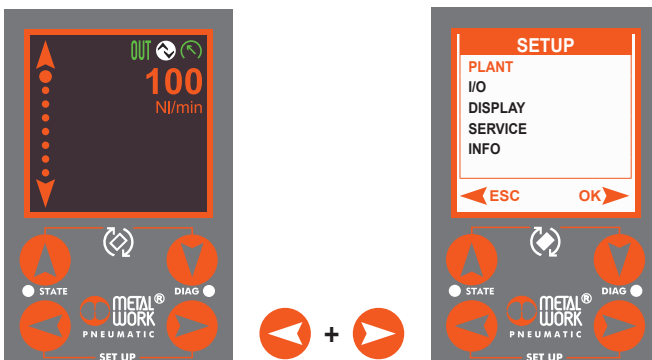 OUT
100
Nl/min
STATE
DIAG
METAL®
WORK
PNEUMATIC
SET UP
+
SETUP
PLANT
I/O
DISPLAY
SERVICE
INFO
ESC OK
STATE
DIAG
METAL®
WORK
PNEUMATIC
SET UP